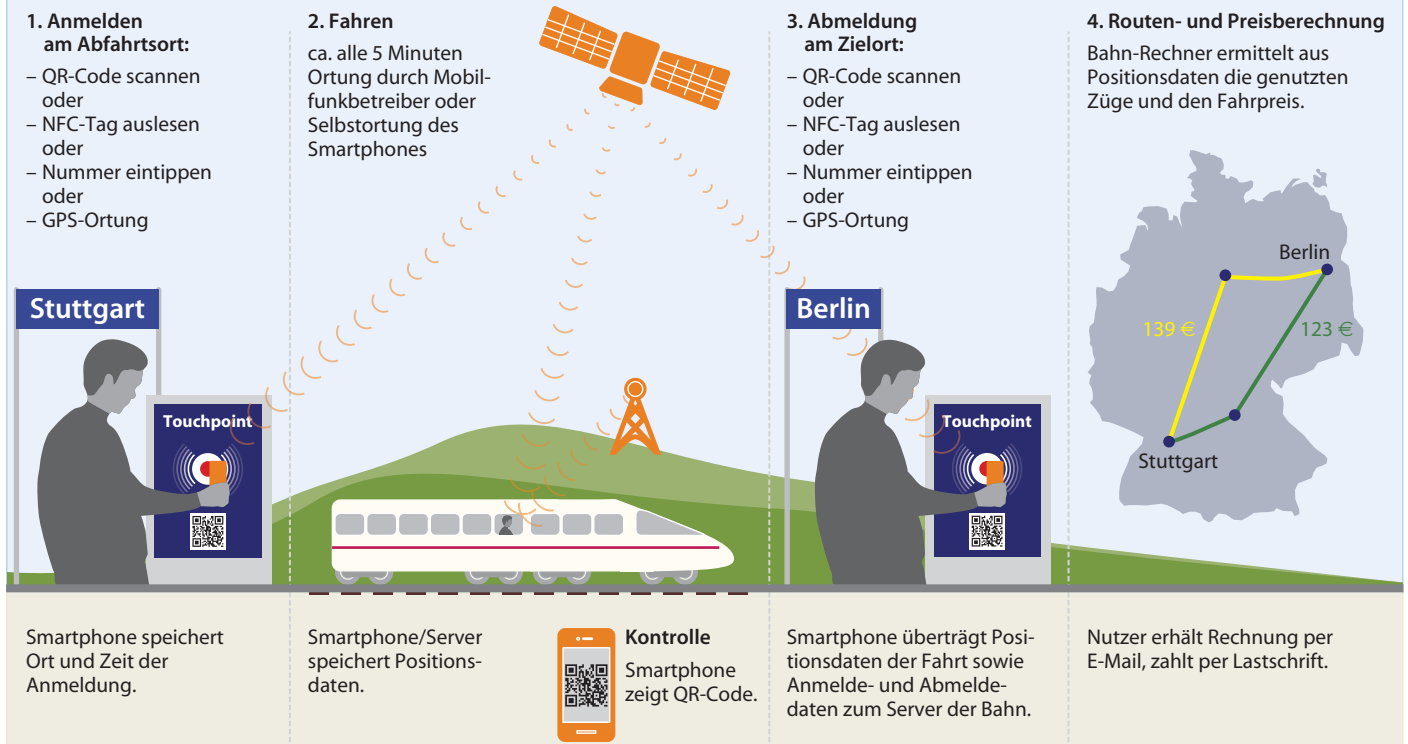 1. Anmelden
am Abfahrtsort:
– QR-Code scannen
oder
– NFC-Tag auslesen
oder
– Nummer eintippen
oder
– GPS-Ortung
Stuttgart
Touchpoint
Smartphone speichert
Ort und Zeit der
Anmeldung.
2. Fahren
ca. alle 5 Minuten
Ortung durch Mobil-
funkbetreiber oder
Selbstortung des
Smartphones
Smartphone/Server
speichert Positions-
daten.
Kontrolle
Smartphone
zeigt QR-Code.
3. Abmeldung
am Zielort:
– QR-Code scannen
oder
– NFC-Tag auslesen
oder
– Nummer eintippen
oder
– GPS-Ortung
Berlin
Touchpoint
Smartphone überträgt Posi-
tionsdaten der Fahrt sowie
Anmelde- und Abmelde-
daten zum Server der Bahn.
4. Routen- und Preisberechnung
Bahn-Rechner ermittelt aus
Positionsdaten die genutzten
Züge und den Fahrpreis.
Berlin
139 €
123 €
Stuttgart
Nutzer erhält Rechnung per
E-Mail, zahlt per Lastschrift.